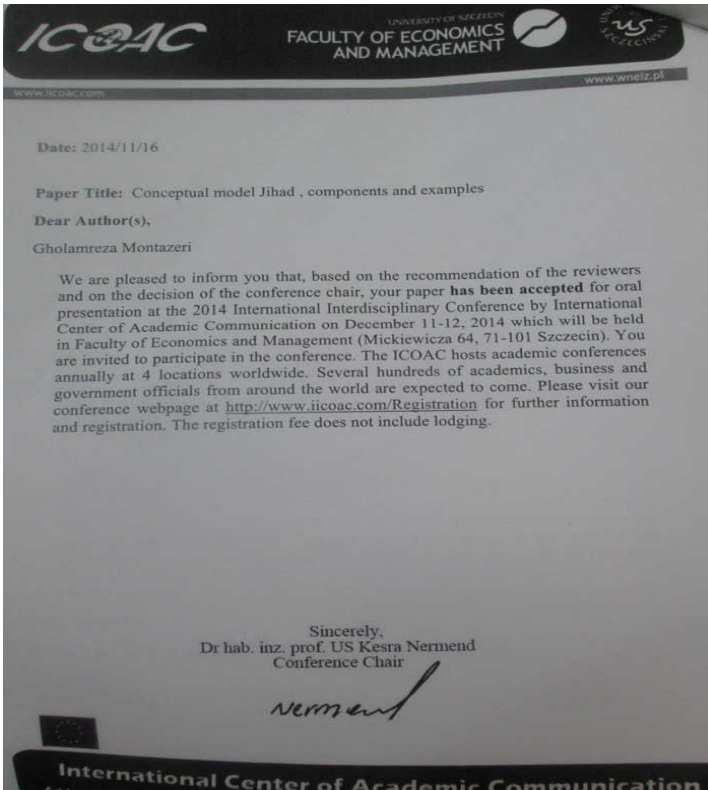 ICOAC
UNIVERSITY OF SZCZECIN
FACULTY OF ECONOMICS
AND MANAGEMENT
US
www.iicoac.com
www.wneiz.pl
Date: 2014/11/16
Paper Title: Conceptual model Jihad , components and examples
Dear Author(s),
Gholamreza Montazeri
We are pleased to inform you that, based on the recommendation of the reviewers
and on the decision of the conference chair, your paper has been accepted for oral
presentation at the 2014 International Interdisciplinary Conference by International
Center of Academic Communication on December 11-12, 2014 which will be held
in Faculty of Economics and Management (Mickiewicza 64, 71-101 Szczecin). You
are invited to participate in the conference. The ICOAC hosts academic conferences
annually at 4 locations worldwide. Several hundreds of academics, business and
government officials from around the world are expected to come. Please visit our
conference webpage at http://www.iicoac.com/Registration for further information
and registration. The registration fee does not include lodging.
Sincerely,
Dr hab. inz. prof. US Kesra Nermend
Conference Chair
Nermend
International Center of Academic Communication